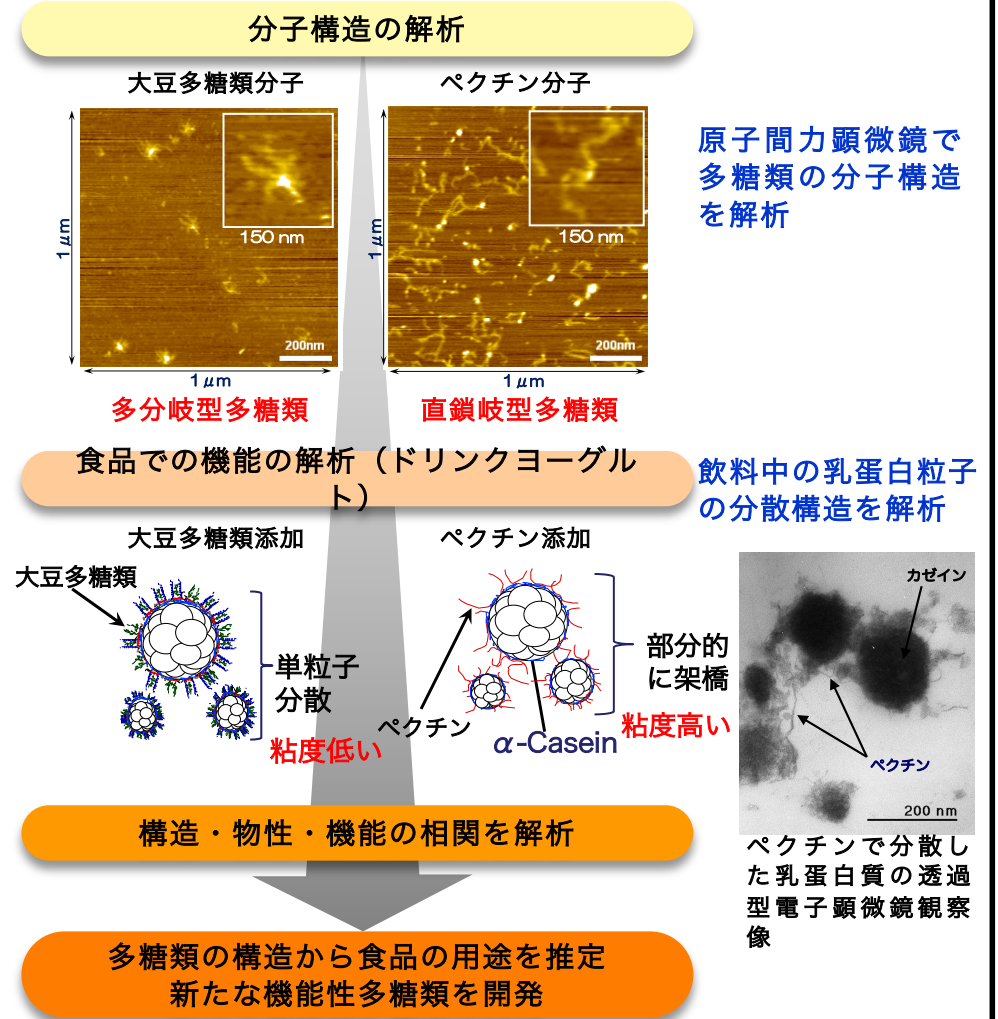 分子構造の解析
大豆多糖類分子
ペクチン分子
1μm
150 nm
200nm
1μm
1μm
150 nm
200nm
1μm
原子間力顕微鏡で
多糖類の分子構造
を解析
多分岐型多糖類
直鎖岐型多糖類
食品での機能の解析（ドリンクヨーグル
ト）
飲料中の乳蛋白粒子
の分散構造を解析
大豆多糖類添加
ペクチン添加
大豆多糖類
単粒子
分散
粘度低い
ペクチン
α-Casein
部分的
に架橋
粘度高い
カゼイン
ペクチン
200 nm
ペクチンで分散し
た乳蛋白質の透過
型電子顕微鏡観察
像
構造・物性・機能の相関を解析
多糖類の構造から食品の用途を推定
新たな機能性多糖類を開発